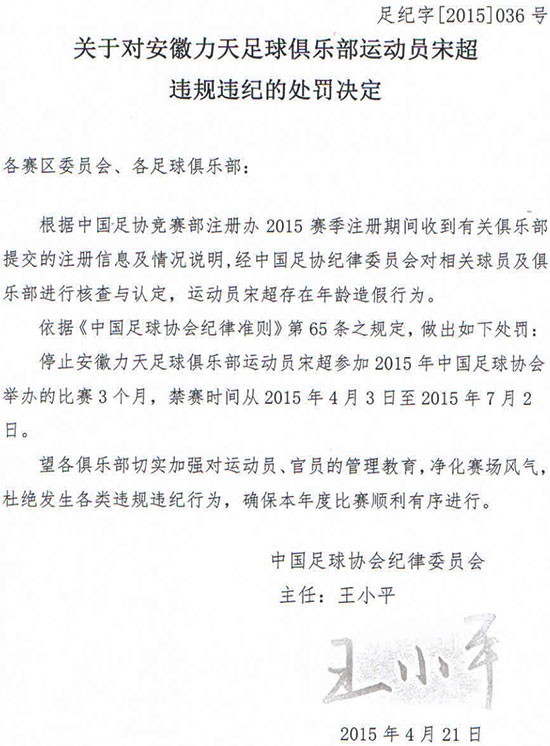 足纪字[2015]036 号
关于对安徽力天足球俱乐部运动员宋超
违规违纪的处罚决定
各赛区委员会、各足球俱乐部：
根据中国足协竞赛部注册办 2015 赛季注册期间收到有关俱乐部
提交的注册信息及情况说明,经中国足协纪律委员会对相关球员及俱
乐部进行核查与认定，运动员宋超存在年龄造假行为。
依据《中国足球协会纪律准则》第 65 条之规定，做出如下处罚：
停止安徽力天足球俱乐部运动员宋超参加 2015 年中国足球协会
举办的比赛 3 个月，禁赛时间从 2015 年 4 月 3 日至 2015 年 7 月 2
日。
望各俱乐部切实加强对运动员、官员的管理教育,净化赛场风气,
杜绝发生各类违规违纪行为，确保本年度比赛顺利有序进行。
中国足球协会纪律委员会
主任：王小平
王小平
2015 年 4 月 21 日